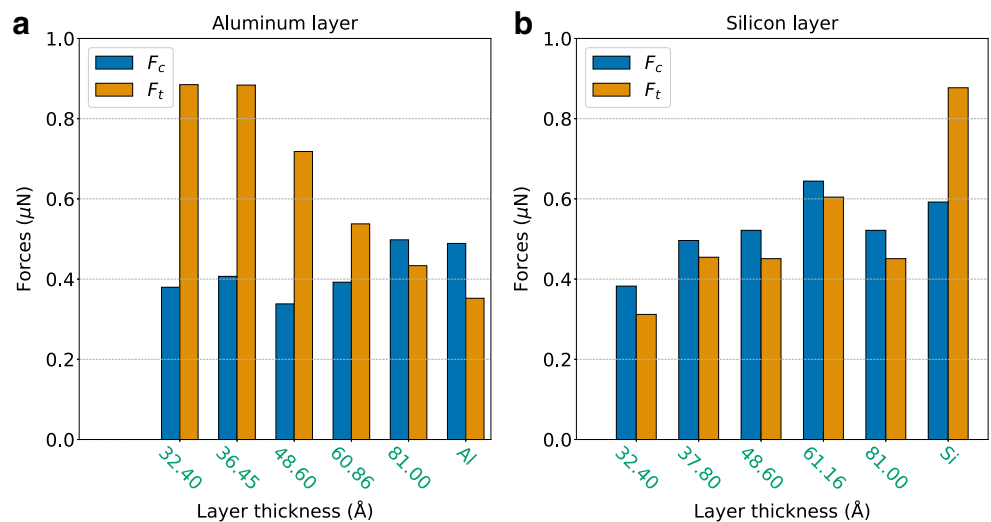 a
Aluminum layer
1.0
0.8
0.6
0.4
0.2
0.0
Forces (μN)
F_c
F_t
32.40
36.45
48.60
60.86
81.00
Al
Layer thickness (Å)
b
Silicon layer
1.0
0.8
0.6
0.4
0.2
0.0
Forces (μN)
F_c
F_t
32.40
37.80
48.60
61.16
81.00
Si
Layer thickness (Å)